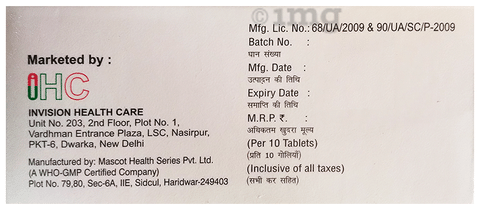 1mg
Marketed by :
iHC
INVISION HEALTH CARE
Unit No. 203, 2nd Floor, Plot No. 1,
Vardhman Entrance Plaza, LSC, Nasirpur,
PKT-6, Dwarka, New Delhi
Manufactured by: Mascot Health Series Pvt. Ltd.
(A WHO-GMP Certified Company)
Plot No. 79,80, Sec-6A, IIE, Sidcul, Haridwar-249403
Mfg. Lic. No.: 68/UA/2009 & 90/UA/SC/P-2009
Batch No. :
घान संख्या
Mfg. Date :
उत्पादन की तिथि
Expiry Date :
समाप्ति की तिथि
M.R.P. ₹. :
अधिकतम खुदरा मूल्य
(Per 10 Tablets)
(प्रति 10 गोलियाँ)
(Inclusive of all taxes)
(सभी कर सहित)